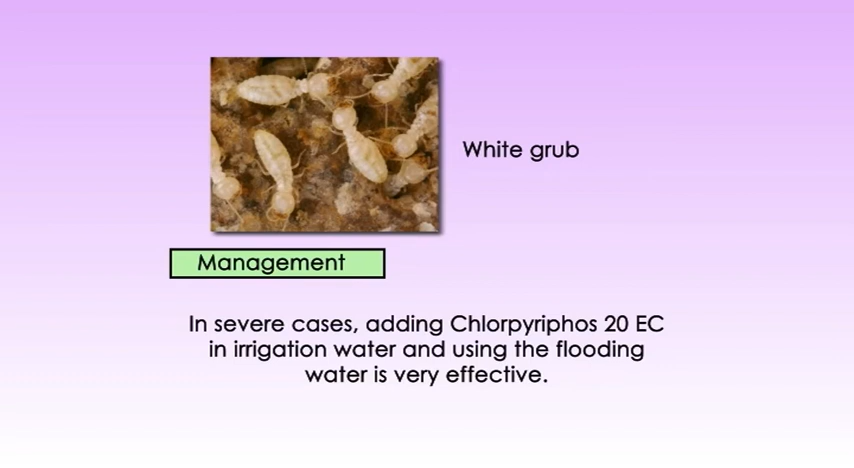 White grub
Management
In severe cases, adding Chlorpyriphos 20 EC
in irrigation water and using the flooding
water is very effective.